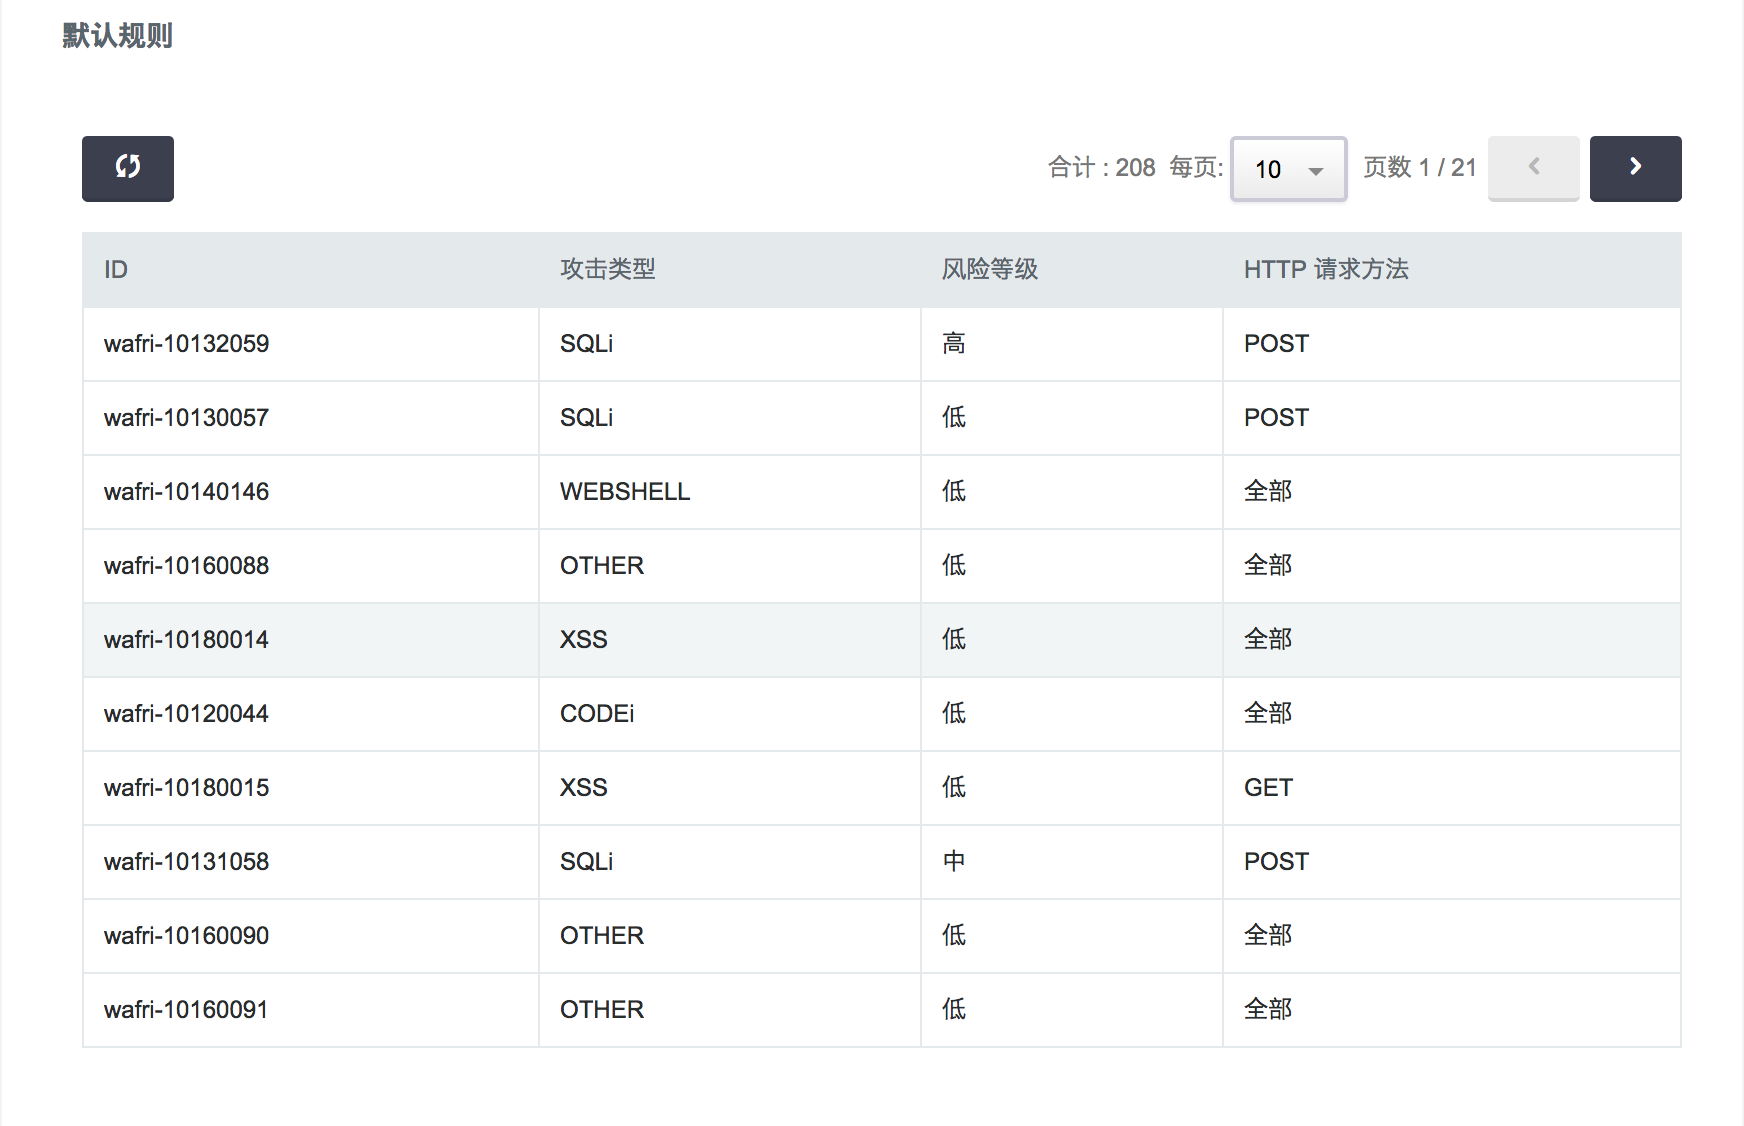 默认规则
合计 : 208 每页: 10 页数 1 / 21
ID 攻击类型 风险等级 HTTP 请求方法
wafri-10132059 SQLi 高 POST
wafri-10130057 SQLi 低 POST
wafri-10140146 WEBSHELL 低 全部
wafri-10160088 OTHER 低 全部
wafri-10180014 XSS 低 全部
wafri-10120044 CODEi 低 全部
wafri-10180015 XSS 低 GET
wafri-10131058 SQLi 中 POST
wafri-10160090 OTHER 低 全部
wafri-10160091 OTHER 低 全部